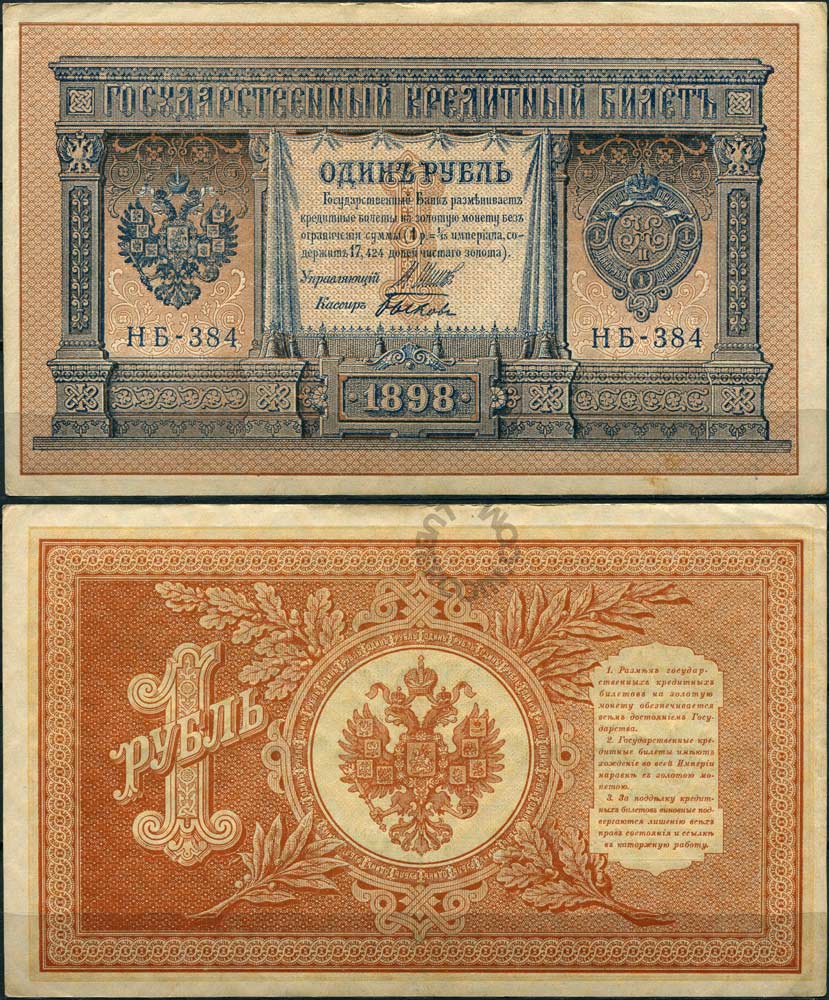 ГОСУДАРСТВЕННЫЙ КРЕДИТНЫЙ БИЛЕТЪ
ОДИНЪ РУБЛЬ
Государственный Банкъ размѣниваетъ
кредитные билеты на золотую монету безъ
ограниченія суммы (1 р = 1/15 имперіала, со-
держитъ 17,424 долей чистаго золота).
Управляющій
Кассиръ
НБ-384
НБ-384
1898
1
РУБЛЬ
1. Размѣнъ государ-
ственныхъ кредитныхъ
билетовъ на золотую
монету обезпечивается
всѣмъ достояніемъ Госу-
дарства.
2. Государственные кре-
дитные билеты имѣютъ
хожденіе во всей Имперіи
наравнѣ съ золотою мо-
нетою.
3. За поддѣлку кредит-
ныхъ билетовъ виновные под-
вергаются лишенію всѣхъ
правъ состоянія и ссылкѣ
въ каторжную работу.